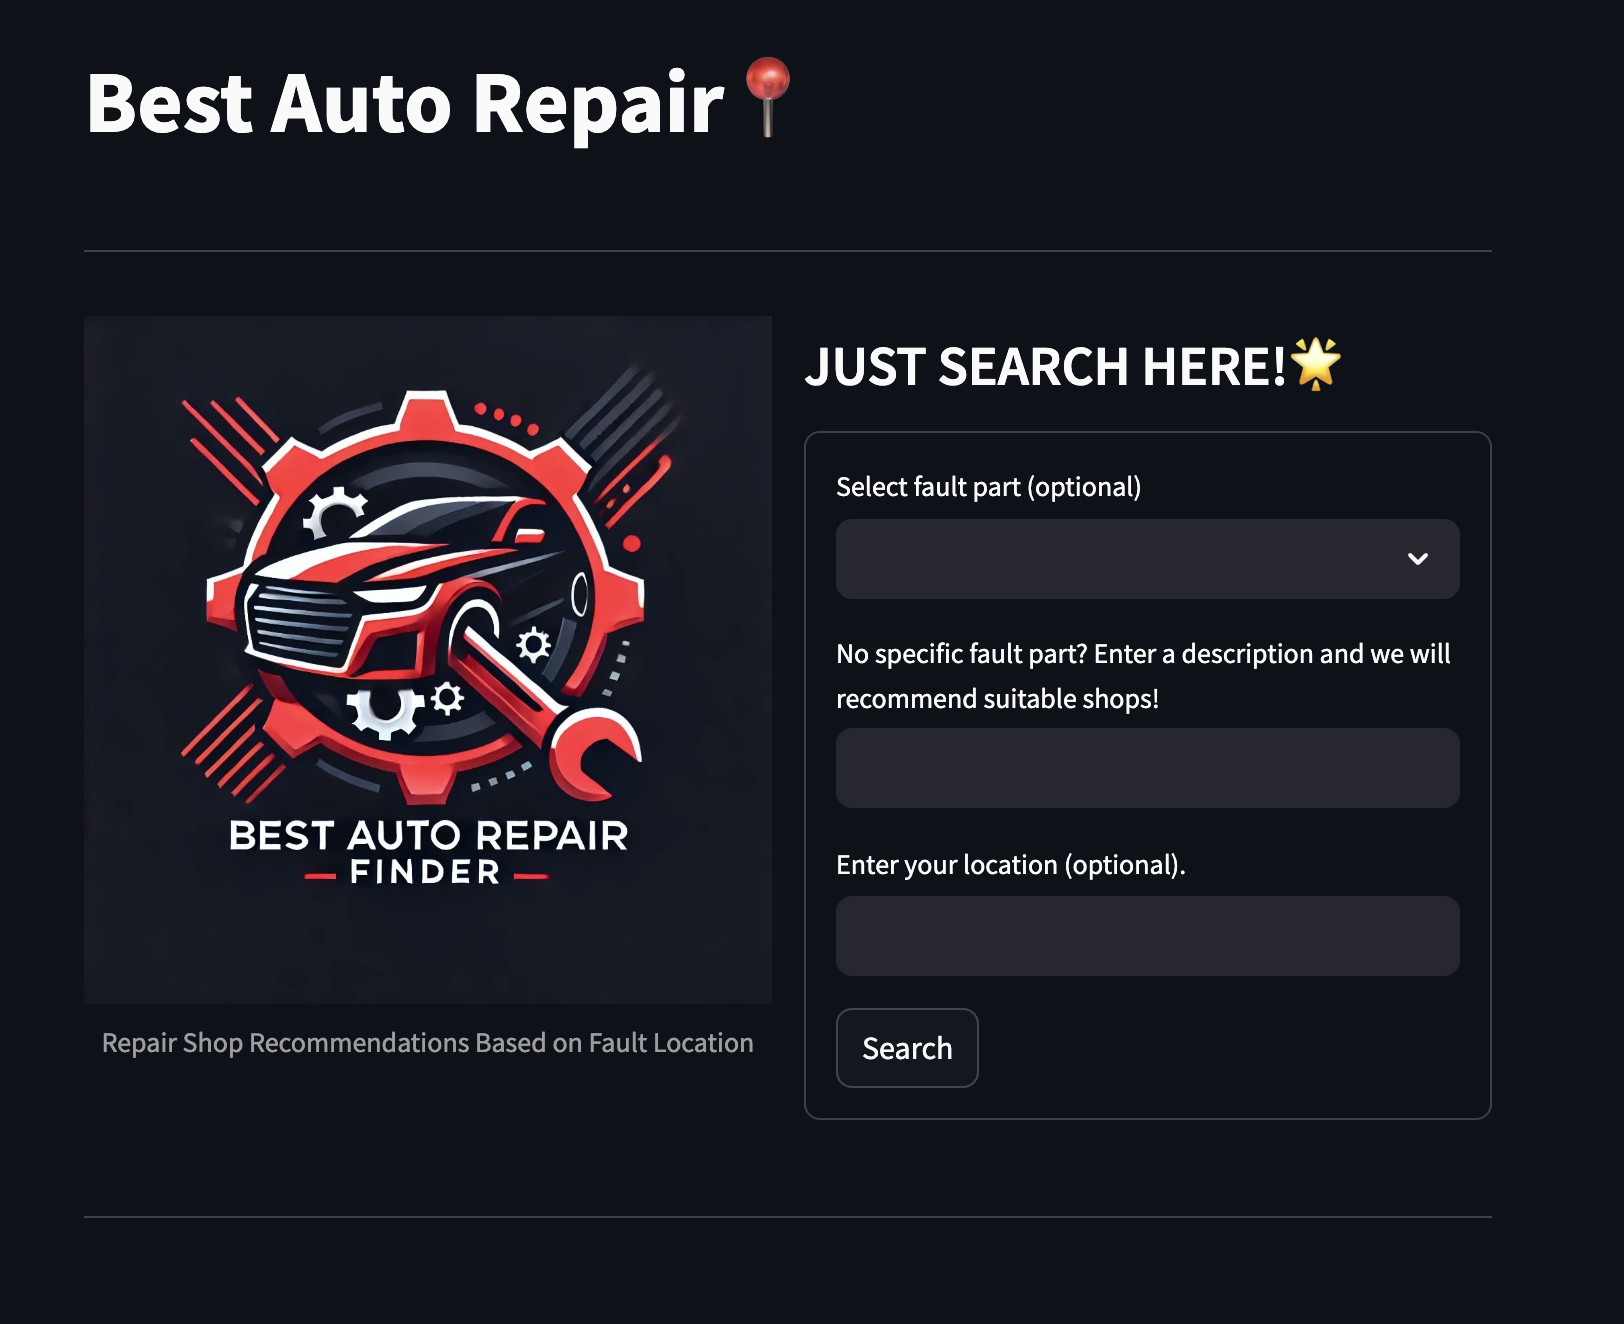 Best Auto Repair📍
BEST AUTO REPAIR
FINDER
Repair Shop Recommendations Based on Fault Location
JUST SEARCH HERE!🌟
Select fault part (optional)
No specific fault part? Enter a description and we will
recommend suitable shops!
Enter your location (optional).
Search